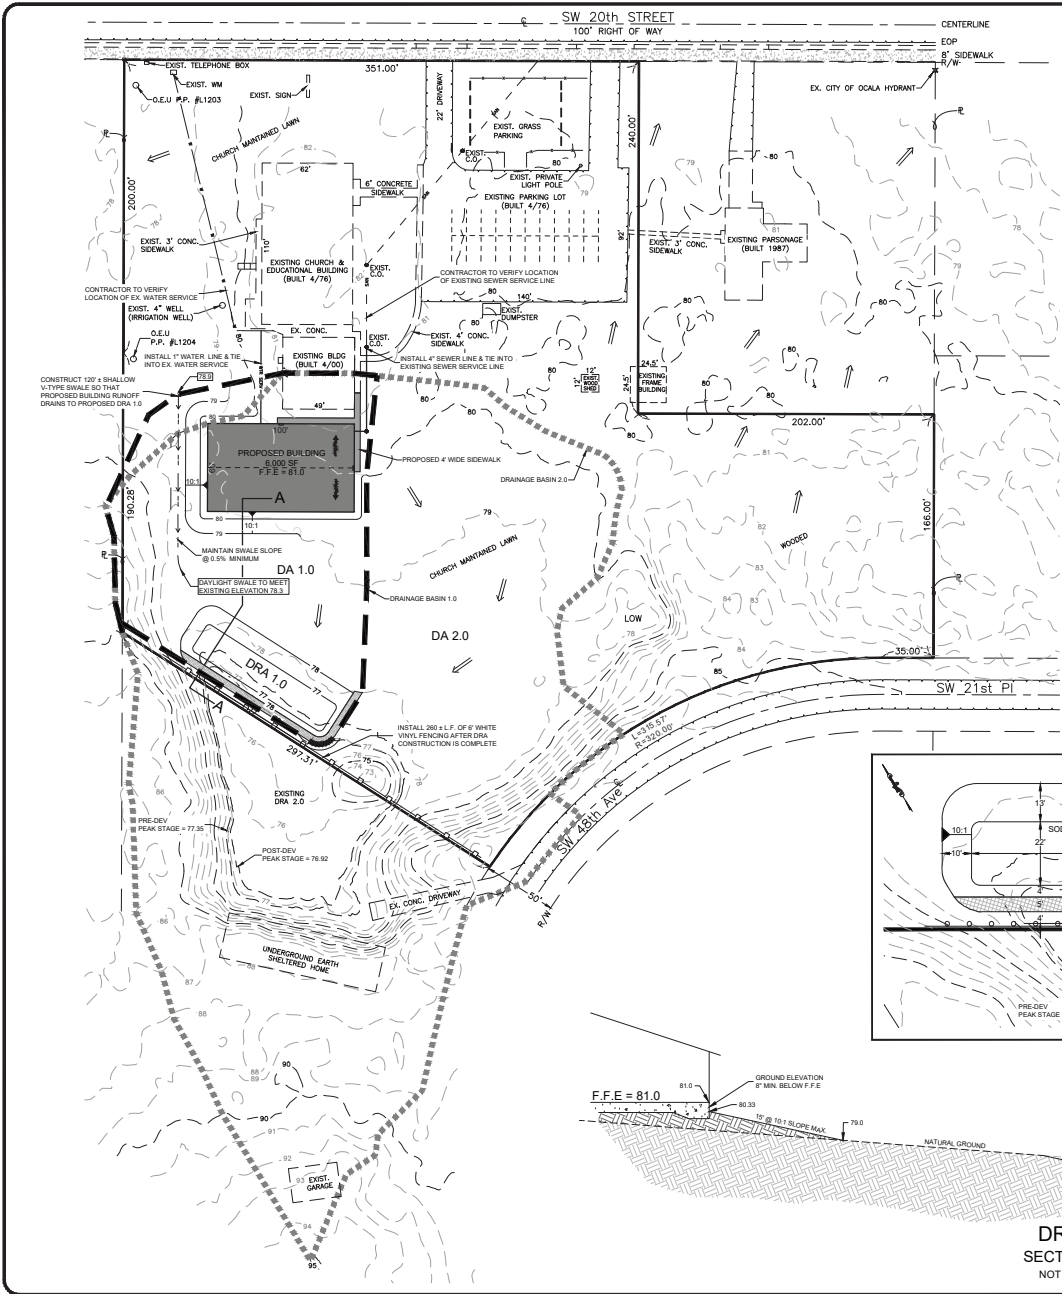 SW 20th STREET
100' RIGHT OF WAY
CENTERLINE
EOP
8' SIDEWALK
R/W
EXIST. TELEPHONE BOX
EXIST. WM
O.E.U P.P. #L1203
EXIST. SIGN
351.00'
22' DRIVEWAY
EXIST. GRASS
PARKING
240.00'
EX. CITY OF OCALA HYDRANT
CHURCH MAINTAINED LAWN
200.00'
62'
6' CONCRETE
SIDEWALK
EXIST.
C.O.
EXIST. PRIVATE
LIGHT POLE
EXISTING PARKING LOT
(BUILT 4/76)
92'
140'
EXIST. 3' CONC.
SIDEWALK
110'
EXISTING CHURCH &
EDUCATIONAL BUILDING
(BUILT 4/76)
EXIST.
C.O.
EXIST. 3' CONC.
SIDEWALK
EXISTING PARSONAGE
(BUILT 1987)
CONTRACTOR TO VERIFY LOCATION
OF EXISTING SEWER SERVICE LINE
CONTRACTOR TO VERIFY
LOCATION OF EX. WATER SERVICE
EXIST. 4" WELL
(IRRIGATION WELL)
EXIST.
DUMPSTER
O.E.U
P.P. #L1204
EX. CONC.
EXIST.
C.O.
EXIST. 4' CONC.
SIDEWALK
INSTALL 1" WATER LINE & TIE
INTO EX. WATER SERVICE
EXISTING BLDG
(BUILT 4/00)
INSTALL 4" SEWER LINE & TIE INTO
EXISTING SEWER SERVICE LINE
CONSTRUCT 120' ± SHALLOW
V-TYPE SWALE SO THAT
PROPOSED BUILDING RUNOFF
DRAINS TO PROPOSED DRA 1.0
78.9
49'
12'
EXIST.
WOOD
SHED
24.5'
24.5'
EXISTING
FRAME
BUILDING
202.00'
100'
PROPOSED BUILDING
6,000 SF
F.F.E = 81.0
10:1
A
PROPOSED 4' WIDE SIDEWALK
DRAINAGE BASIN 2.0
190.28'
166.00'
10:1
MAINTAIN SWALE SLOPE
@ 0.5% MINIMUM
DA 1.0
DAYLIGHT SWALE TO MEET
EXISTING ELEVATION 78.3
CHURCH MAINTAINED LAWN
WOODED
DRAINAGE BASIN 1.0
DA 2.0
LOW
DRA 1.0
A
35.00'
SW 21st Pl
L=315.57'
R=320.00'
INSTALL 260 ± L.F. OF 6' WHITE
VINYL FENCING AFTER DRA
CONSTRUCTION IS COMPLETE
297.31'
EXISTING
DRA 2.0
PRE-DEV
PEAK STAGE = 77.35
POST-DEV
PEAK STAGE = 76.92
SW 48th Ave
50'
R/W
EX. CONC. DRIVEWAY
UNDERGROUND EARTH
SHELTERED HOME
EXIST.
GARAGE
95
13'
10:1
22'
10'
4'
5'
4'
PRE-DEV
PEAK STAGE
F.F.E = 81.0
81.0
GROUND ELEVATION
8" MIN. BELOW F.F.E
80.33
15' @ 10:1 SLOPE MAX.
79.0
NATURAL GROUND
SECT
NOT